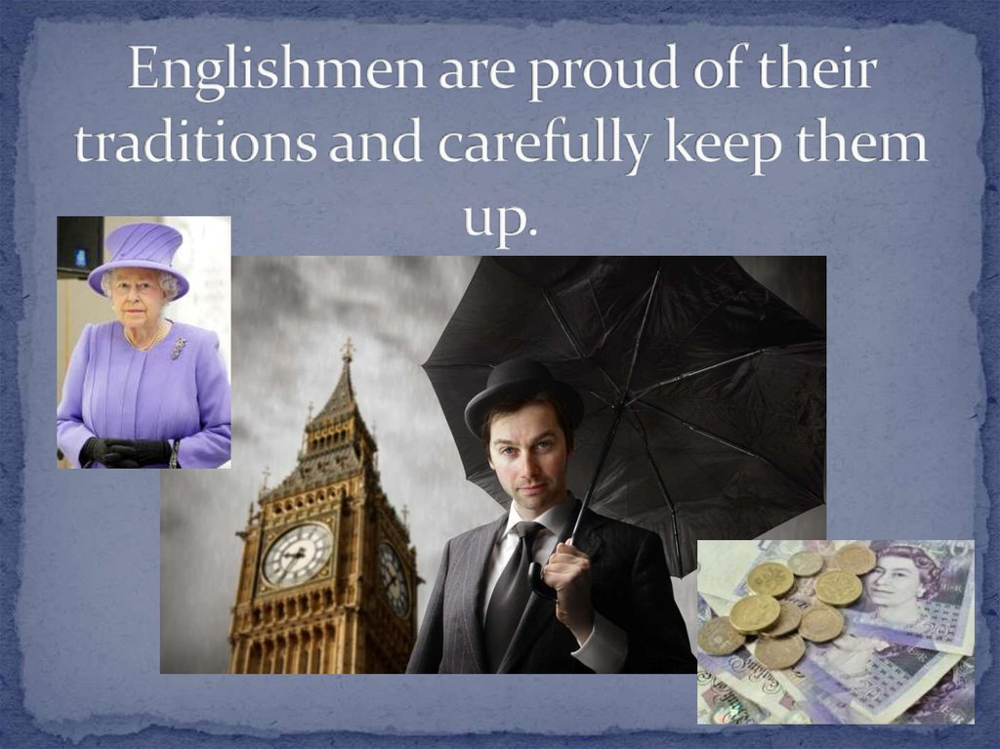 Englishmen are proud of their
traditions and carefully keep them
up.